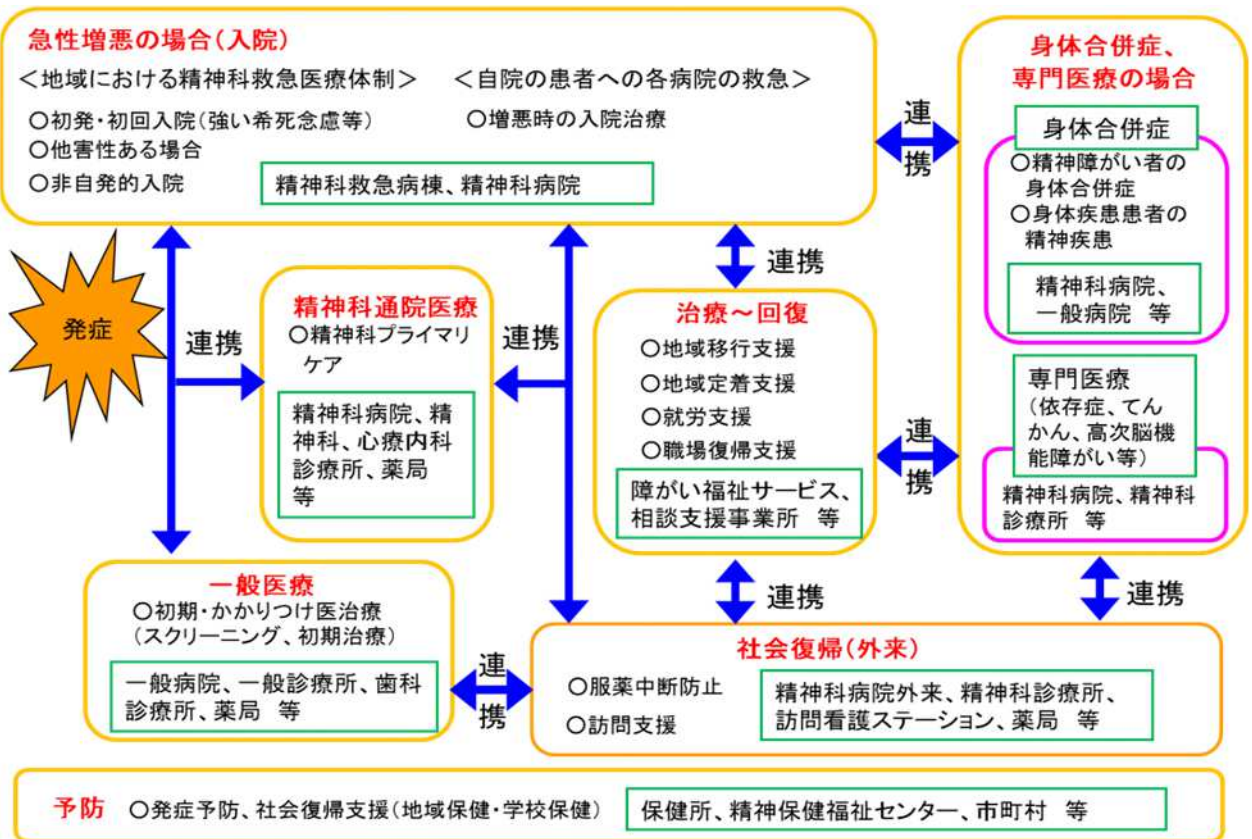 急性増悪の場合(入院)
<地域における精神科救急医療体制>
<自院の患者への各病院の救急>
○初発・初回入院(強い希死念慮等)
○増悪時の入院治療
○他害性ある場合
○非自発的入院
精神科救急病棟、精神科病院
連
携
身体合併症、
専門医療の場合
身体合併症
○精神障がい者の
身体合併症
○身体疾患患者の
精神疾患
精神科病院、
一般病院 等
専門医療
(依存症、てん
かん、高次脳機
能障がい等)
精神科病院、精神科
診療所 等
発症
連携
精神科通院医療
○精神科プライマリ
ケア
精神科病院、精
神科、心療内科
診療所、薬局
等
連携
連携
治療~回復
○地域移行支援
○地域定着支援
○就労支援
○職場復帰支援
障がい福祉サービス、
相談支援事業所 等
連
携
一般医療
○初期・かかりつけ医治療
(スクリーニング、初期治療)
一般病院、一般診療所、歯科
診療所、薬局 等
連
携
連携
連携
社会復帰(外来)
○服薬中断防止
○訪問支援
精神科病院外来、精神科診療所、
訪問看護ステーション、薬局 等
予防 ○発症予防、社会復帰支援(地域保健・学校保健) 保健所、精神保健福祉センター、市町村 等